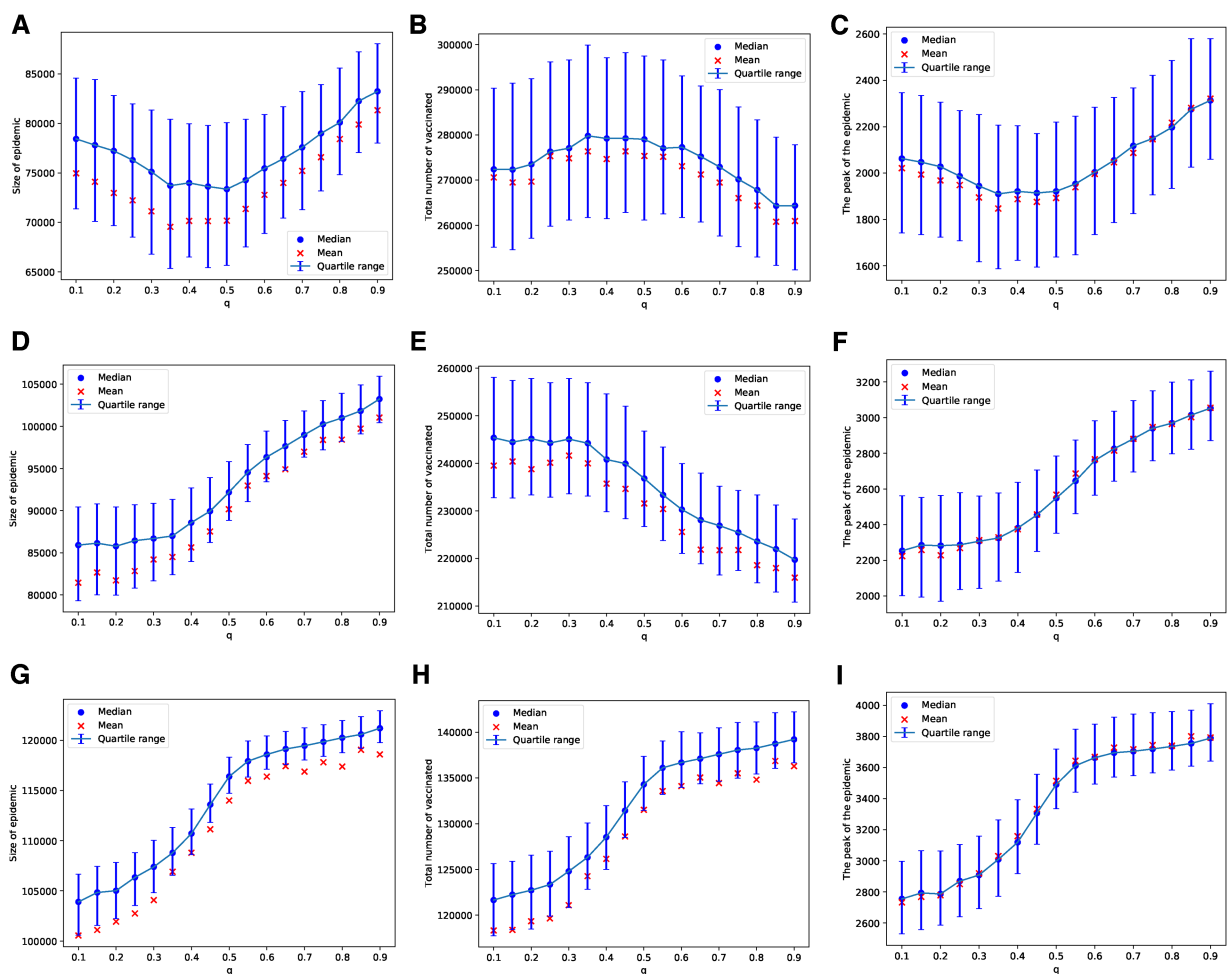 A
Size of epidemic
85000
80000
75000
70000
65000
0.1 0.2 0.3 0.4 0.5 0.6 0.7 0.8 0.9
q
Median
Mean
Quartile range
B
Total number of vaccinated
300000
290000
280000
270000
260000
250000
0.1 0.2 0.3 0.4 0.5 0.6 0.7 0.8 0.9
q
Median
Mean
Quartile range
C
The peak of the epidemic
2600
2400
2200
2000
1800
1600
0.1 0.2 0.3 0.4 0.5 0.6 0.7 0.8 0.9
q
Median
Mean
Quartile range
D
Size of epidemic
105000
100000
95000
90000
85000
80000
0.1 0.2 0.3 0.4 0.5 0.6 0.7 0.8 0.9
q
Median
Mean
Quartile range
E
Total number of vaccinated
260000
250000
240000
230000
220000
210000
0.1 0.2 0.3 0.4 0.5 0.6 0.7 0.8 0.9
q
Median
Mean
Quartile range
F
The peak of the epidemic
3200
3000
2800
2600
2400
2200
2000
0.1 0.2 0.3 0.4 0.5 0.6 0.7 0.8 0.9
q
Median
Mean
Quartile range
G
Size of epidemic
120000
115000
110000
105000
100000
0.1 0.2 0.3 0.4 0.5 0.6 0.7 0.8 0.9
q
Median
Mean
Quartile range
H
Total number of vaccinated
140000
135000
130000
125000
120000
0.1 0.2 0.3 0.4 0.5 0.6 0.7 0.8 0.9
q
Median
Mean
Quartile range
I
The peak of the epidemic
4000
3800
3600
3400
3200
3000
2800
2600
0.1 0.2 0.3 0.4 0.5 0.6 0.7 0.8 0.9
q
Median
Mean
Quartile range